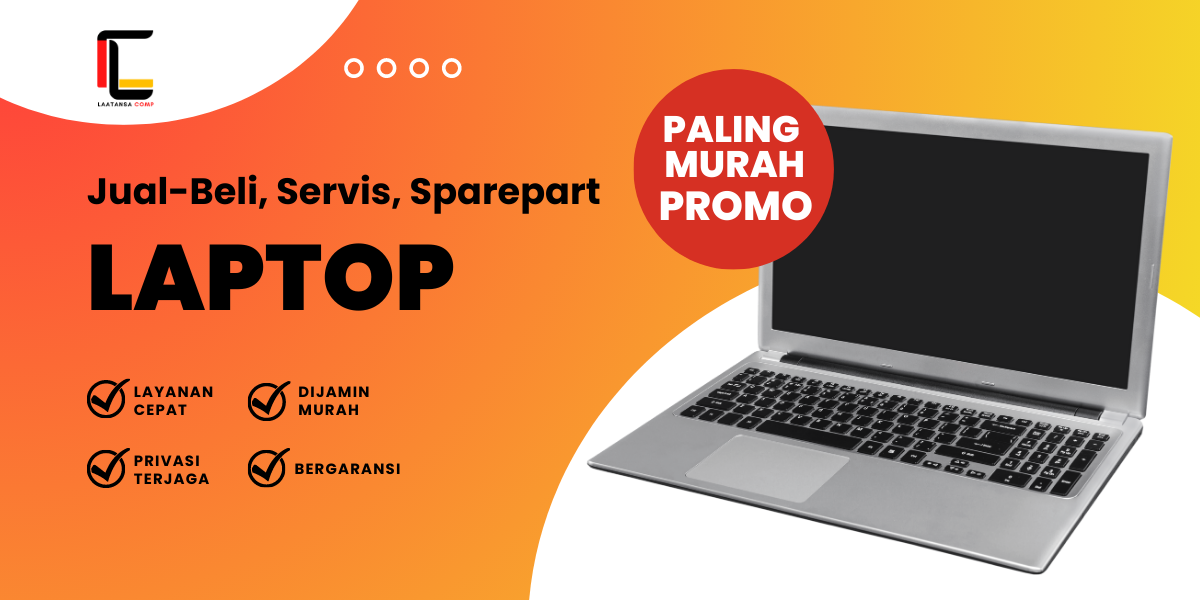 LAATANSA COMP
Jual-Beli, Servis, Sparepart
LAPTOP
PALING
MURAH
PROMO
LAYANAN
CEPAT
DIJAMIN
MURAH
PRIVASI
TERJAGA
BERGARANSI